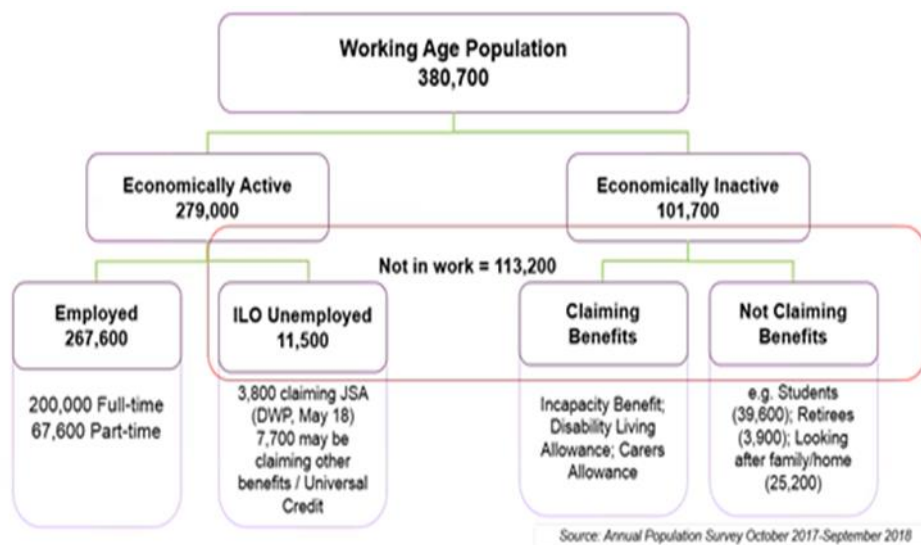 Working Age Population
380,700
Economically Active
279,000
Economically Inactive
101,700
Not in work = 113,200
Employed
267,600
ILO Unemployed
11,500
Claiming
Benefits
Not Claiming
Benefits
200,000 Full-time
67,600 Part-time
3,800 claiming JSA
(DWP, May 18)
7,700 may be
claiming other
benefits / Universal
Credit
Incapacity Benefit;
Disability Living
Allowance; Carers
Allowance
e.g. Students
(39,600); Retirees
(3,900); Looking
after family/home
(25,200)
Source: Annual Population Survey October 2017-September 2018